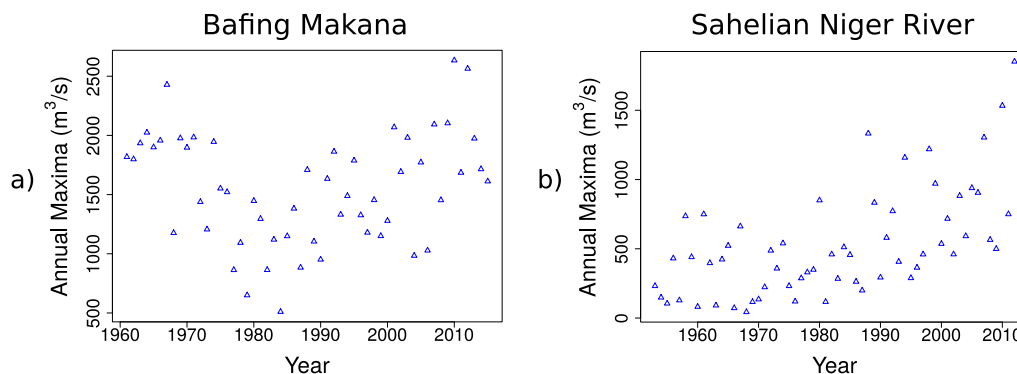 Bafing Makana
Sahelian Niger River
a)
Annual Maxima (m³/s)
2500
2000
1500
1000
500
1960 1970 1980 1990 2000 2010
Year
b)
Annual Maxima (m³/s)
1500
1000
500
0
1960 1970 1980 1990 2000 2010
Year